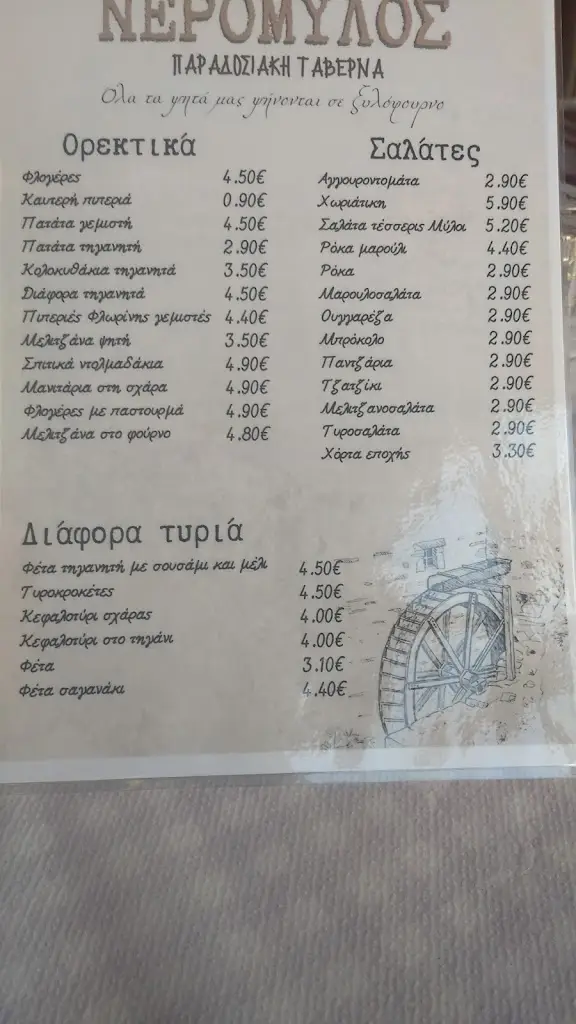 ΝΕΡΟΜΥΛΟΣ
ΠΑΡΑΔΟΣΙΑΚΗ ΤΑΒΕΡΝΑ
Όλα τα ψητά μας ψήνονται σε ξυλόφουρνο
Ορεκτικά
Φλογέρες 4.50€
Καυτερή πιπεριά 0.90€
Πατάτα γεμιστή 4.50€
Πατάτα τηγανητή 2.90€
Κολοκυθάκια τηγανητά 3.50€
Διάφορα τηγανητά 4.50€
Πιπεριές Φλωρίνης γεμιστές 4.40€
Μελιτζάνα ψητή 3.50€
Σπιτικά ντολμαδάκια 4.90€
Μανιτάρια στη σχάρα 4.90€
Φλογέρες με παστουρμά 4.90€
Μελιτζάνα στο φούρνο 4.80€
Σαλάτες
Αγγουροντομάτα 2.90€
Χωριάτικη 5.90€
Σαλάτα τέσσερις Μύλοι 5.20€
Ρόκα μαρούλι 4.40€
Ρόκα 2.90€
Μαρουλοσαλάτα 2.90€
Ουγγαρέζα 2.90€
Μπρόκολο 2.90€
Παντζάρια 2.90€
Τζατζίκι 2.90€
Μελιτζανοσαλάτα 2.90€
Τυροσαλάτα 2.90€
Χόρτα εποχής 3.30€
Διάφορα τυριά
Φέτα τηγανητή με σουσάμι και μέλι 4.50€
Τυροκροκέτες 4.50€
Κεφαλοτύρι σχάρας 4.00€
Κεφαλοτύρι στο τηγάνι 4.00€
Φέτα 3.10€
Φέτα σαγανάκι 4.40€